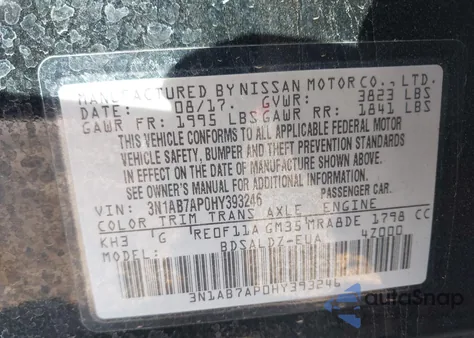 MANUFACTURED BY NISSAN MOTOR CO., LTD.
DATE: 08/17. GVWR: 3823 LBS
GAWR FR: 1995 LBS GAWR RR: 1841 LBS
THIS VEHICLE CONFORMS TO ALL APPLICABLE FEDERAL MOTOR
VEHICLE SAFETY, BUMPER AND THEFT PREVENTION STANDARDS
IN EFFECT ON THE DATE OF MANUFACTURE SHOWN ABOVE.
SEE OWNER'S MANUAL FOR ADDITIONAL INFORMATION.
VIN: 3N1AB7AP0HY393246 PASSENGER CAR.
COLOR TRIM TRANS AXLE ENGINE
KH3 G RE0F11A GM35 MRA8DE 1798 CC
MODEL: BDSALDZ-EUA 4Z000
3N1AB7AP0HY393246
autoSnap